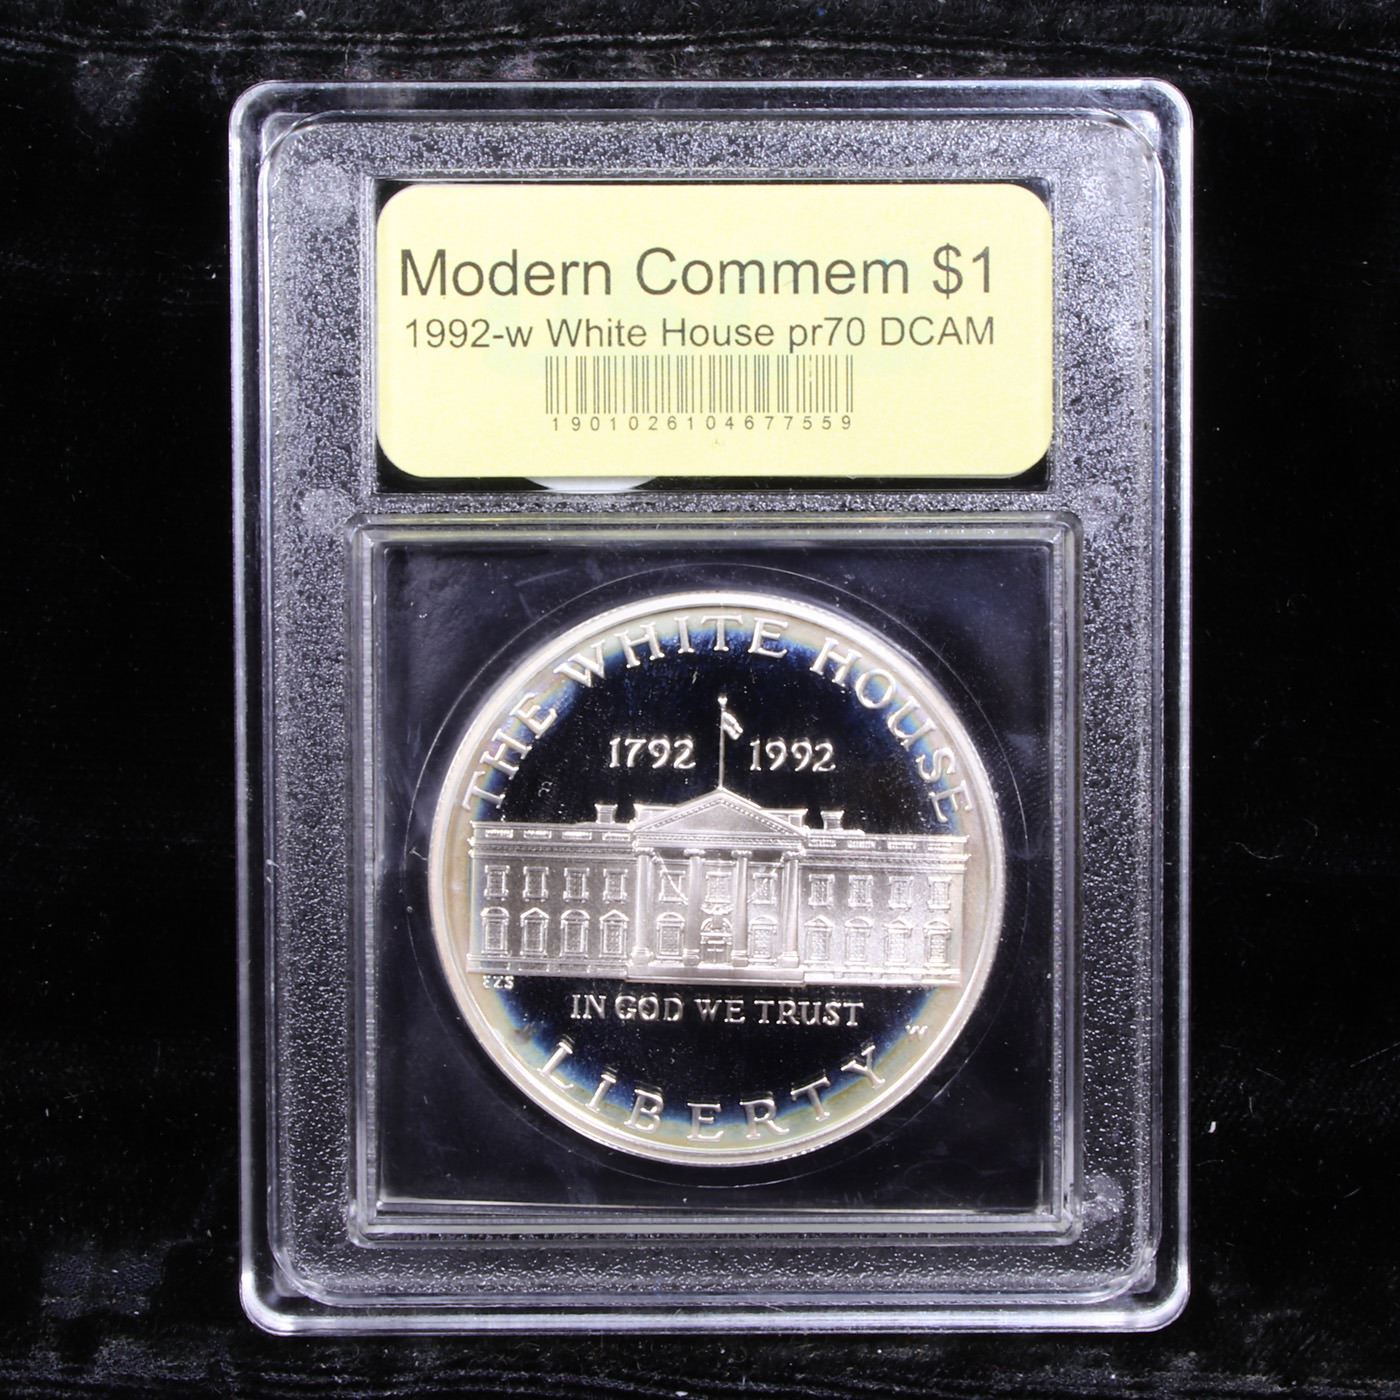 Modern Commem $1
1992-w White House pr70 DCAM
1901026104677559
THE WHITE HOUSE
1792 1992
EZS
IN GOD WE TRUST
W
LIBERTY